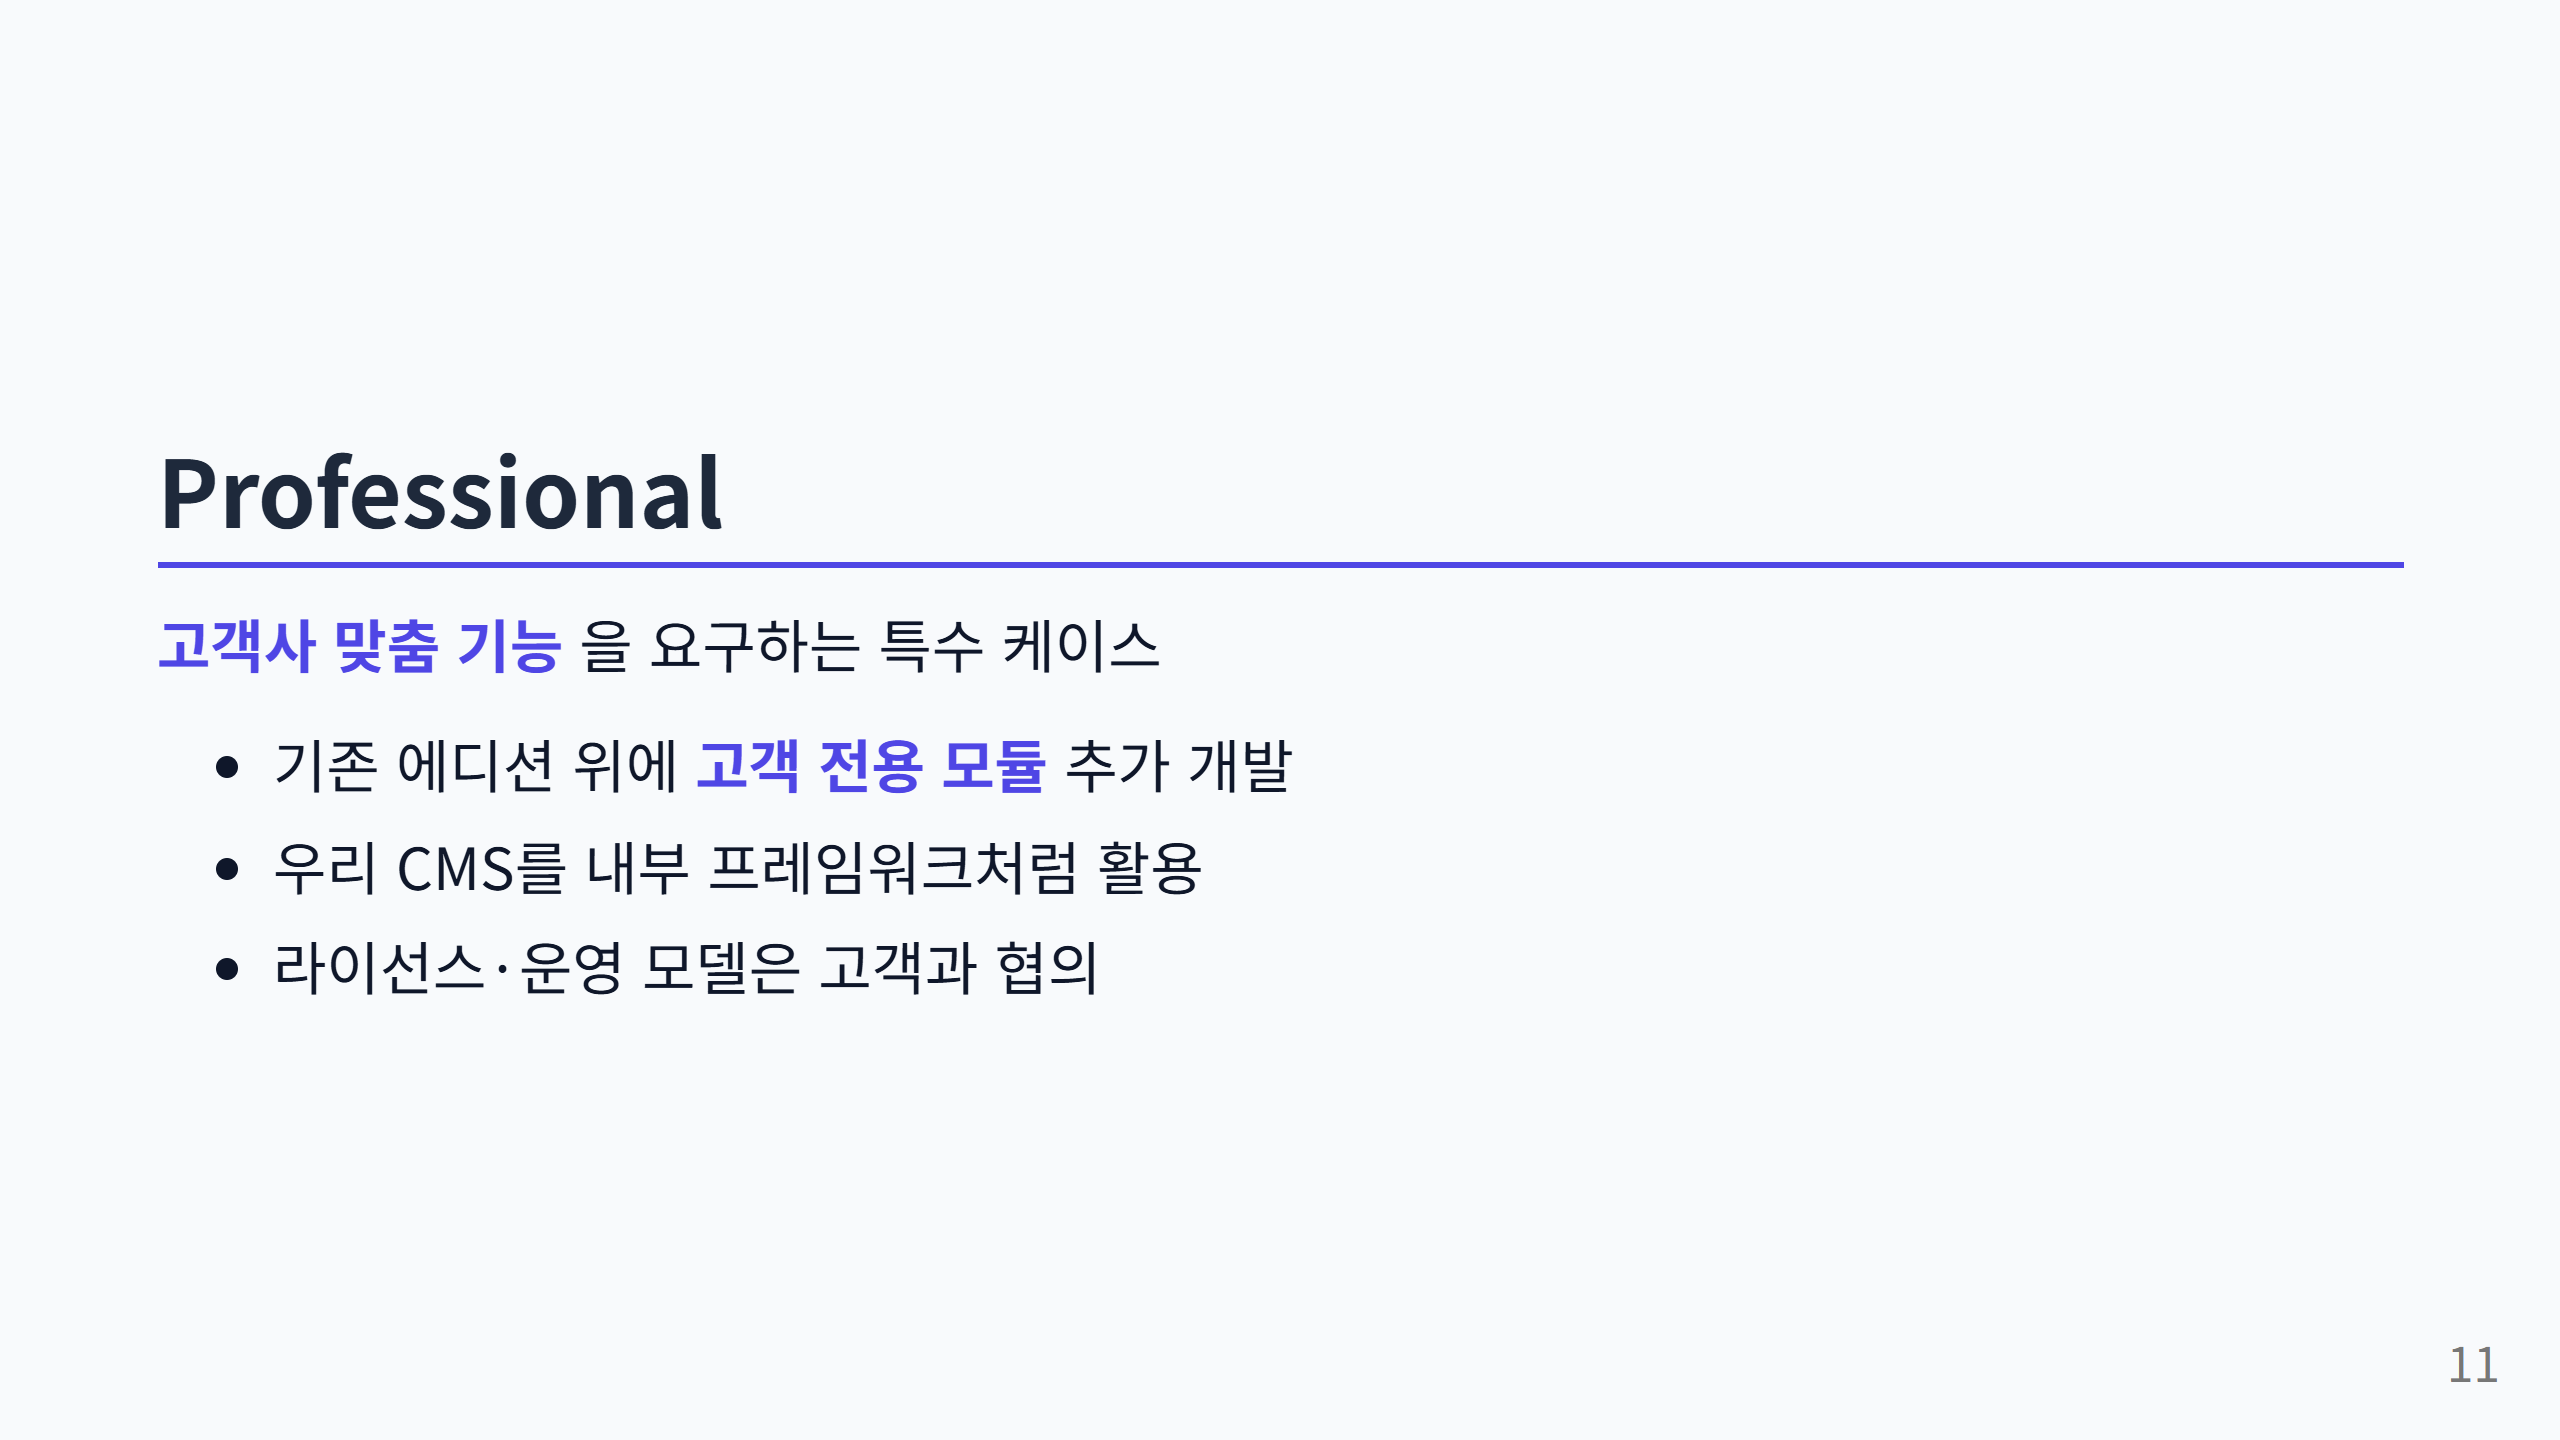 Professional
고객사 맞춤 기능 을 요구하는 특수 케이스
기존 에디션 위에 고객 전용 모듈 추가 개발
우리 CMS를 내부 프레임워크처럼 활용
라이선스·운영 모델은 고객과 협의
11